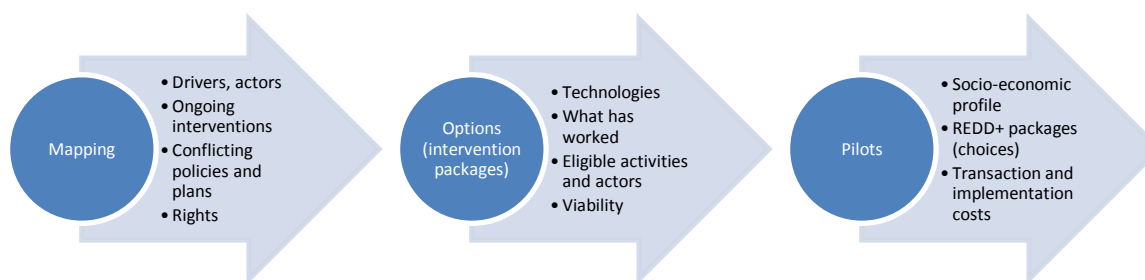 Mapping
• Drivers, actors
• Ongoing
interventions
• Conflicting
policies and
plans
• Rights
Options
(intervention
packages)
• Technologies
• What has
worked
• Eligible activities
and actors
• Viability
Pilots
• Socio-economic
profile
• REDD+ packages
(choices)
• Transaction and
implementation
costs